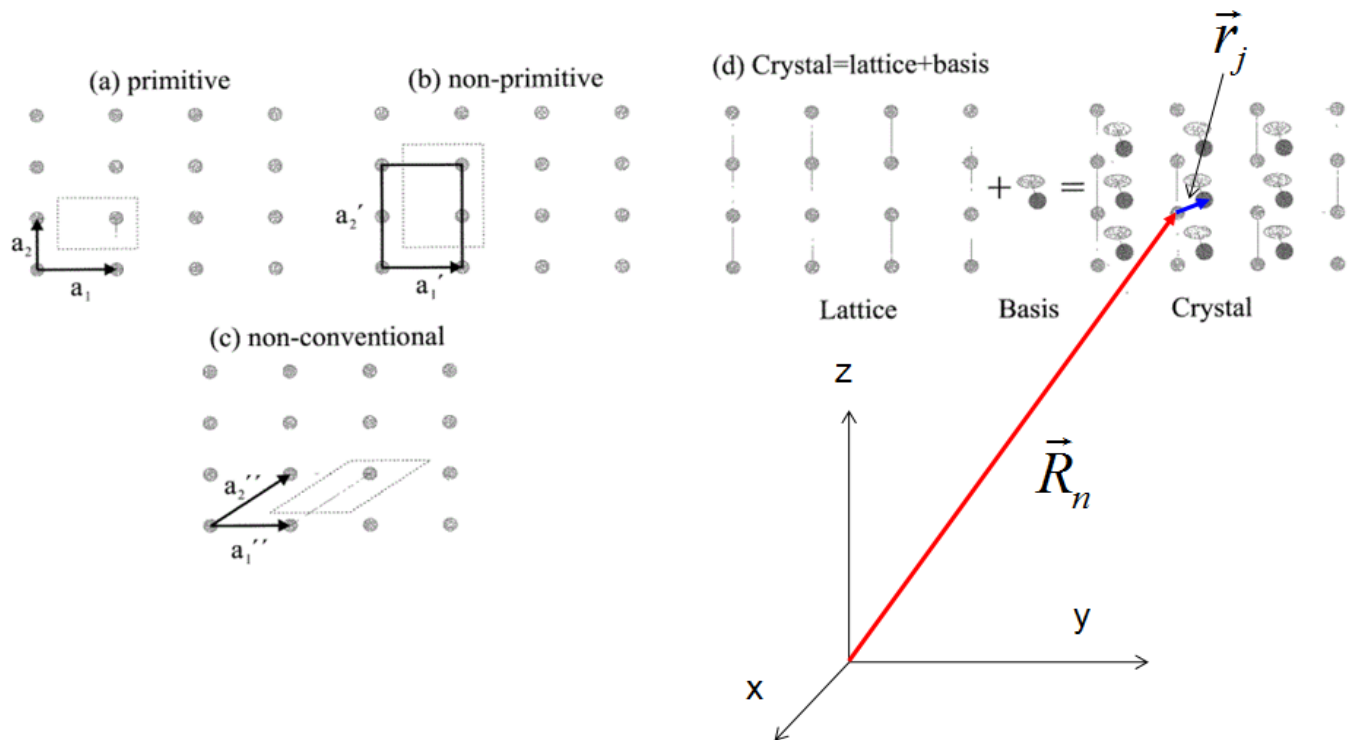 (a) primitive
a₂
a₁
(b) non-primitive
a₂′
a₁′
(c) non-conventional
a₂′′
a₁′′
(d) Crystal=lattice+basis
r⃗ⱼ
+ =
Lattice Basis Crystal
z
R⃗ₙ
y
x